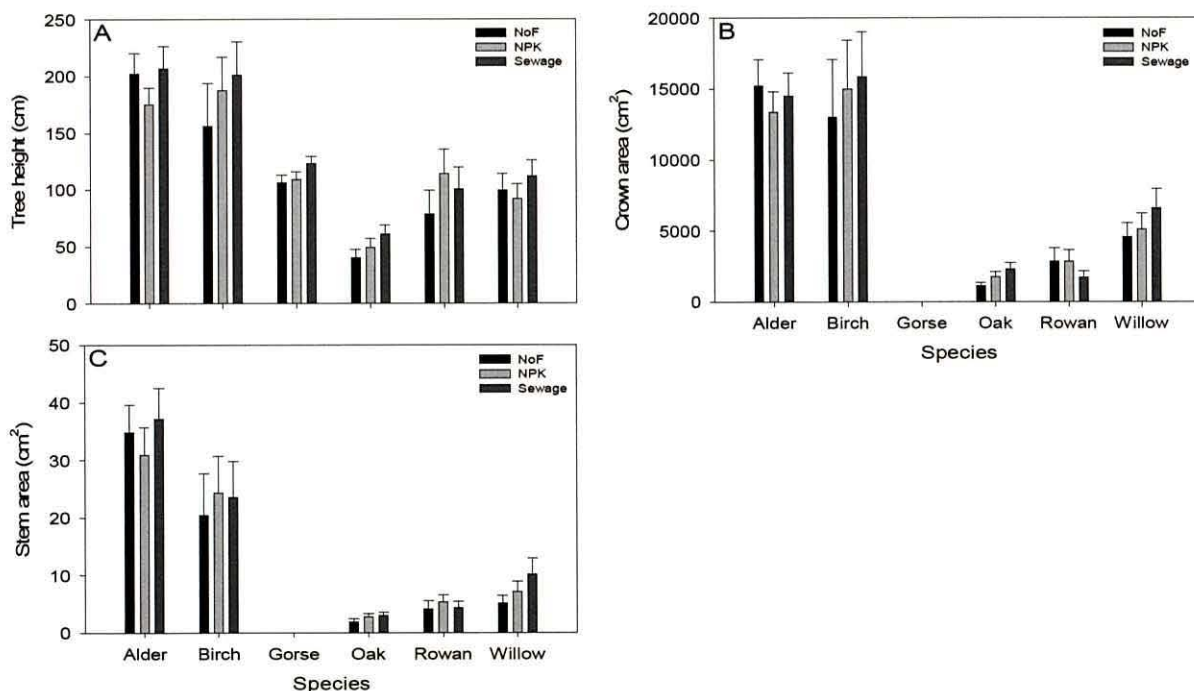 A
NoF
NPK
Sewage
250
200
150
100
50
0
Tree height (cm)
B
NoF
NPK
Sewage
20000
15000
10000
5000
0
Crown area (cm²)
Alder Birch Gorse Oak Rowan Willow
Species
C
NoF
NPK
Sewage
50
40
30
20
10
0
Stem area (cm²)
Alder Birch Gorse Oak Rowan Willow
Species